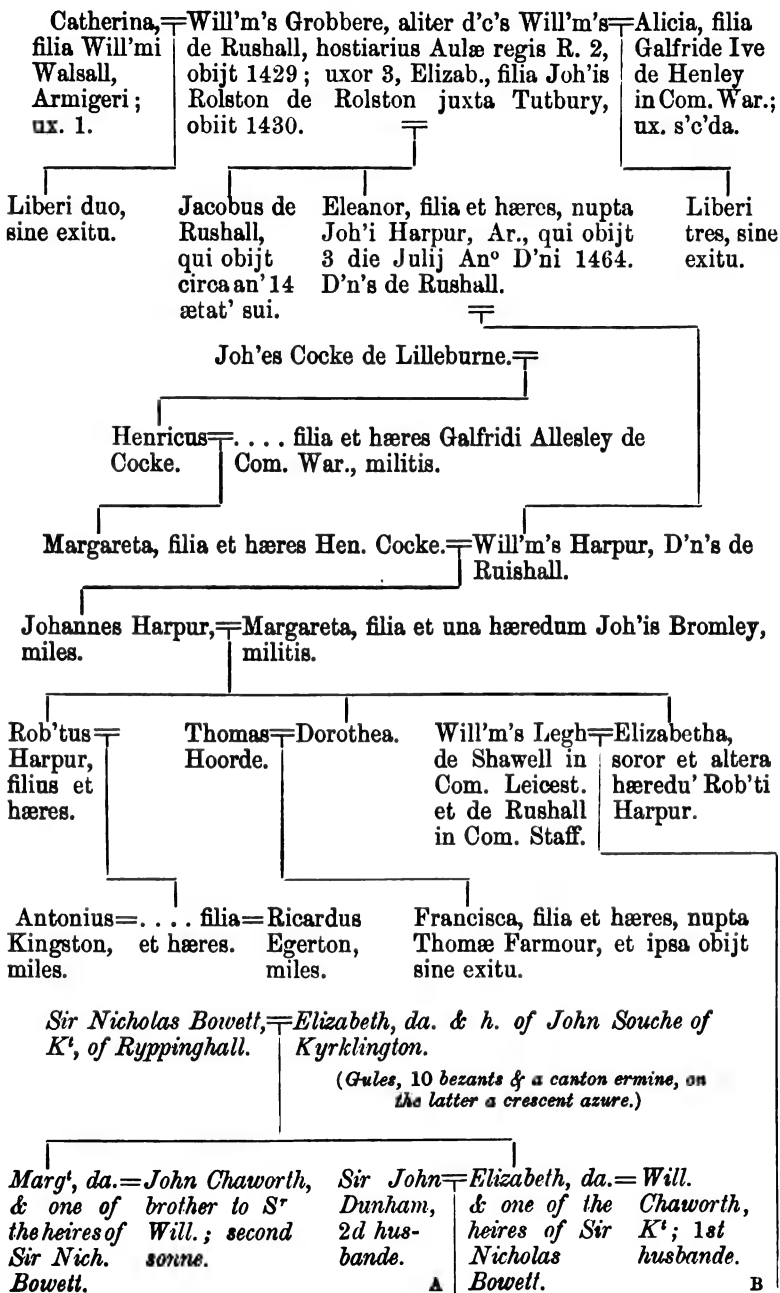 Catherina, Will'm's Grobbere, aliter d'c's Will'm's Alicia, filia
filia Will'mi de Rushall, hostiarius Aulæ regis R. 2, Galfride Ive
Walsall, obijt 1429; uxor 3, Elizab., filia Joh'is de Henley
Armigeri; Rolston de Rolston juxta Tutbury, in Com. War.;
ux. 1. obiit 1430. ux. s'c'da.
Liberi duo, Jacobus de Eleanor, filia et hæres, nupta Liberi
sine exitu. Rushall, Joh'i Harpur, Ar., qui obijt tres, sine
qui obijt 3 die Julij Anº D'ni 1464. exitu.
circa an' 14 D'n's de Rushall.
ætat' sui.
Joh'es Cocke de Lilleburne.
Henricus . . . . filia et hæres Galfridi Allesley de
Cocke. Com. War., militis.
Margareta, filia et hæres Hen. Cocke. Will'm's Harpur, D'n's de
Ruishall.
Johannes Harpur, Margareta, filia et una hæredum Joh'is Bromley,
miles. militis.
Rob'tus Thomas Dorothea. Will'm's Legh Elizabetha,
Harpur, Hoorde. de Shawell in soror et altera
filius et Com. Leicest. hæredu' Rob'ti
hæres. et de Rushall Harpur.
in Com. Staff.
Antonius=. . . . filia=Ricardus Francisca, filia et hæres, nupta
Kingston, et hæres. Egerton, Thomæ Farmour, et ipsa obijt
miles. miles. sine exitu.
Sir Nicholas Bowett, Elizabeth, da. & h. of John Souche of
Kᵗ, of Ryppinghall. Kyrklington.
(Gules, 10 bezants & a canton ermine, on
the latter a crescent azure.)
Margᵗ, da.=John Chaworth, Sir John Elizabeth, da.=Will.
& one of brother to Sʳ Dunham, & one of the Chaworth,
the heires of Will.; second 2d hus- heires of Sir Kᵗ; 1st
Sir Nich. sonne. bande. Nicholas husbande.
Bowett. A Bowett. B